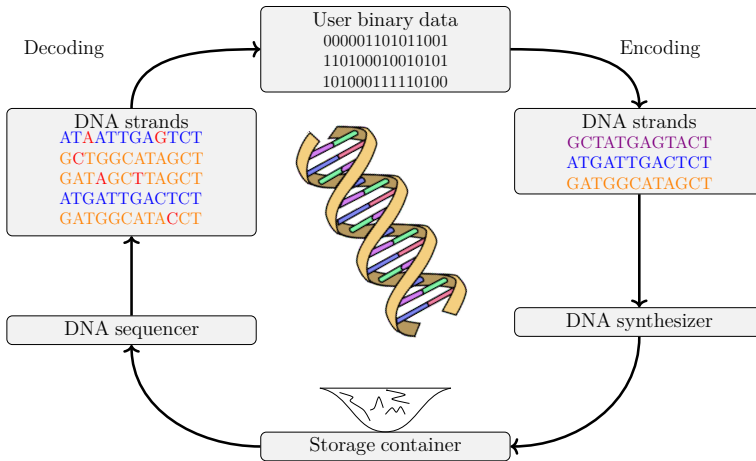 User binary data
000001101011001
110100010010101
101000111110100
Decoding
Encoding
DNA strands
ATAATTGAGTCT
GCTGGCATAGCT
GATAGCTTAGCT
ATGATTGACTCT
GATGGCATACCT
DNA strands
GCTATGAGTACT
ATGATTGACTCT
GATGGCATAGCT
DNA sequencer
DNA synthesizer
Storage container